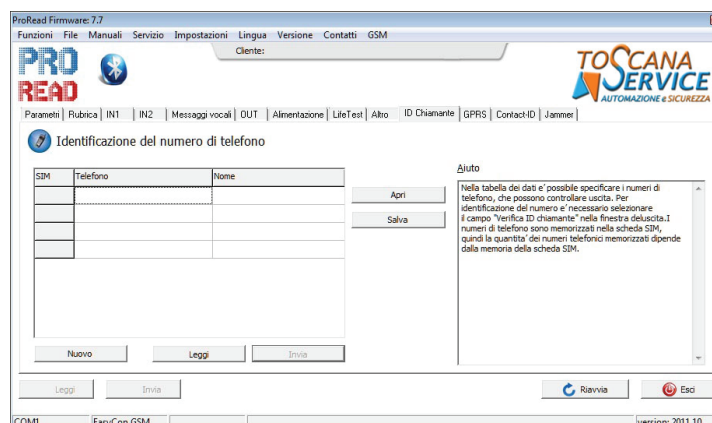 ProRead Firmware: 7.7
Funzioni File Manuali Servizio Impostazioni Lingua Versione Contatti GSM
Cliente:
PRO
READ
TOSCANA
SERVICE
AUTOMAZIONE e SICUREZZA
Parametri Rubrica IN1 IN2 Messaggi vocali OUT Alimentazione LifeTest Altro ID Chiamante GPRS Contact-ID Jammer
Identificazione del numero di telefono
SIM Telefono Nome
Apri
Salva
Aiuto
Nella tabella dei dati e´ possibile specificare i numeri di
telefono, che possono controllare uscita. Per
identificazione del numero e´ necessario selezionare
il campo "Verifica ID chiamante" nella finestra deluscita.I
numeri di telefono sono memorizzati nella scheda SIM,
quindi la quantita´ dei numeri telefonici memorizzati dipende
dalla memoria della scheda SIM.
Nuovo Leggi Invia
Leggi Invia Riavvia Esci
COM1 EasyCon GSM version: 2011.10